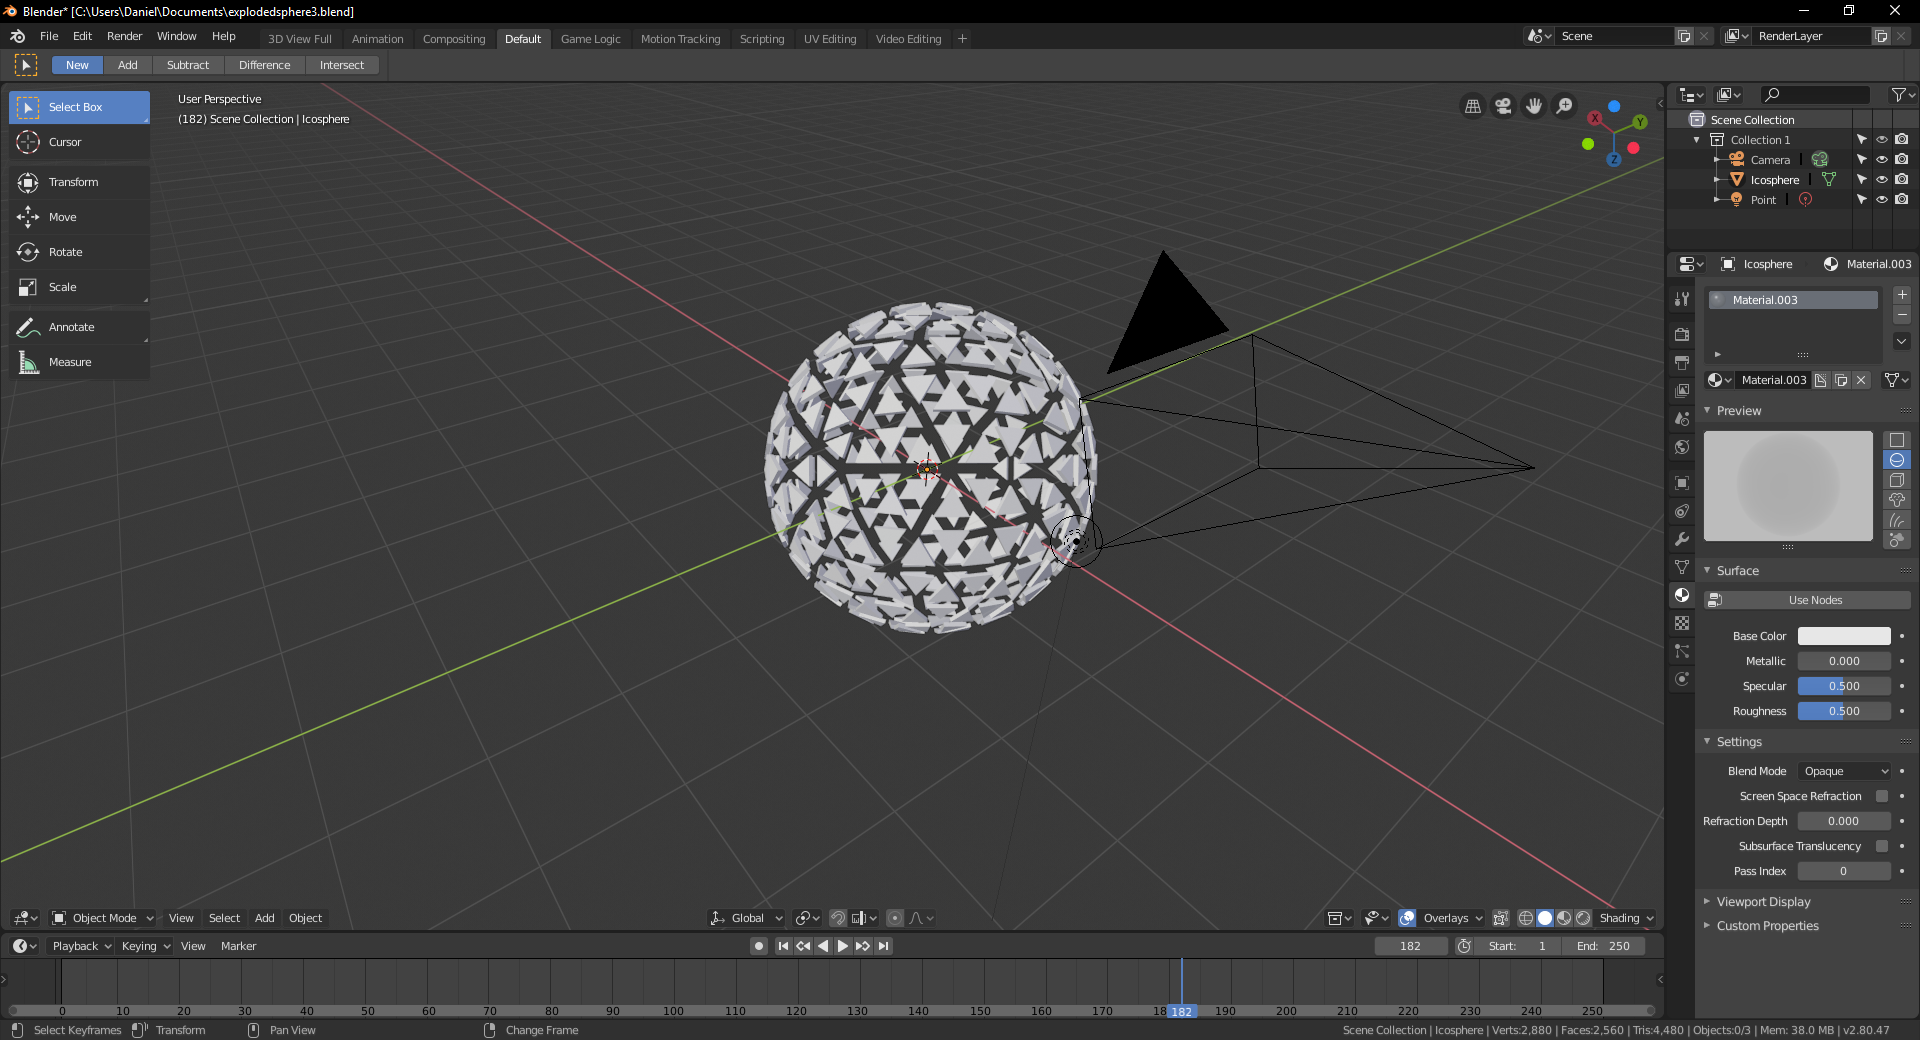 Blender* [C:\Users\Daniel\Documents\explodedsphere3.blend]
File Edit Render Window Help 3D View Full Animation Compositing Default Game Logic Motion Tracking Scripting UV Editing Video Editing + Scene RenderLayer
New Add Subtract Difference Intersect
Select Box
Cursor
Transform
Move
Rotate
Scale
Annotate
Measure
User Perspective
(182) Scene Collection | Icosphere
X Y Z
Scene Collection
Collection 1
Camera
Icosphere
Point
Icosphere Material.003
Material.003
Material.003
Preview
Surface
Use Nodes
Base Color
Metallic 0.000
Specular 0.500
Roughness 0.500
Settings
Blend Mode Opaque
Screen Space Refraction
Refraction Depth 0.000
Subsurface Translucency
Pass Index 0
Viewport Display
Custom Properties
Object Mode View Select Add Object Global Overlays Shading
Playback Keying View Marker 182 Start: 1 End: 250
0 10 20 30 40 50 60 70 80 90 100 110 120 130 140 150 160 170 18 182 190 200 210 220 230 240 250
Select Keyframes Transform Pan View Change Frame Scene Collection | Icosphere | Verts:2,880 | Faces:2,560 | Tris:4,480 | Objects:0/3 | Mem: 38.0 MB | v2.80.47